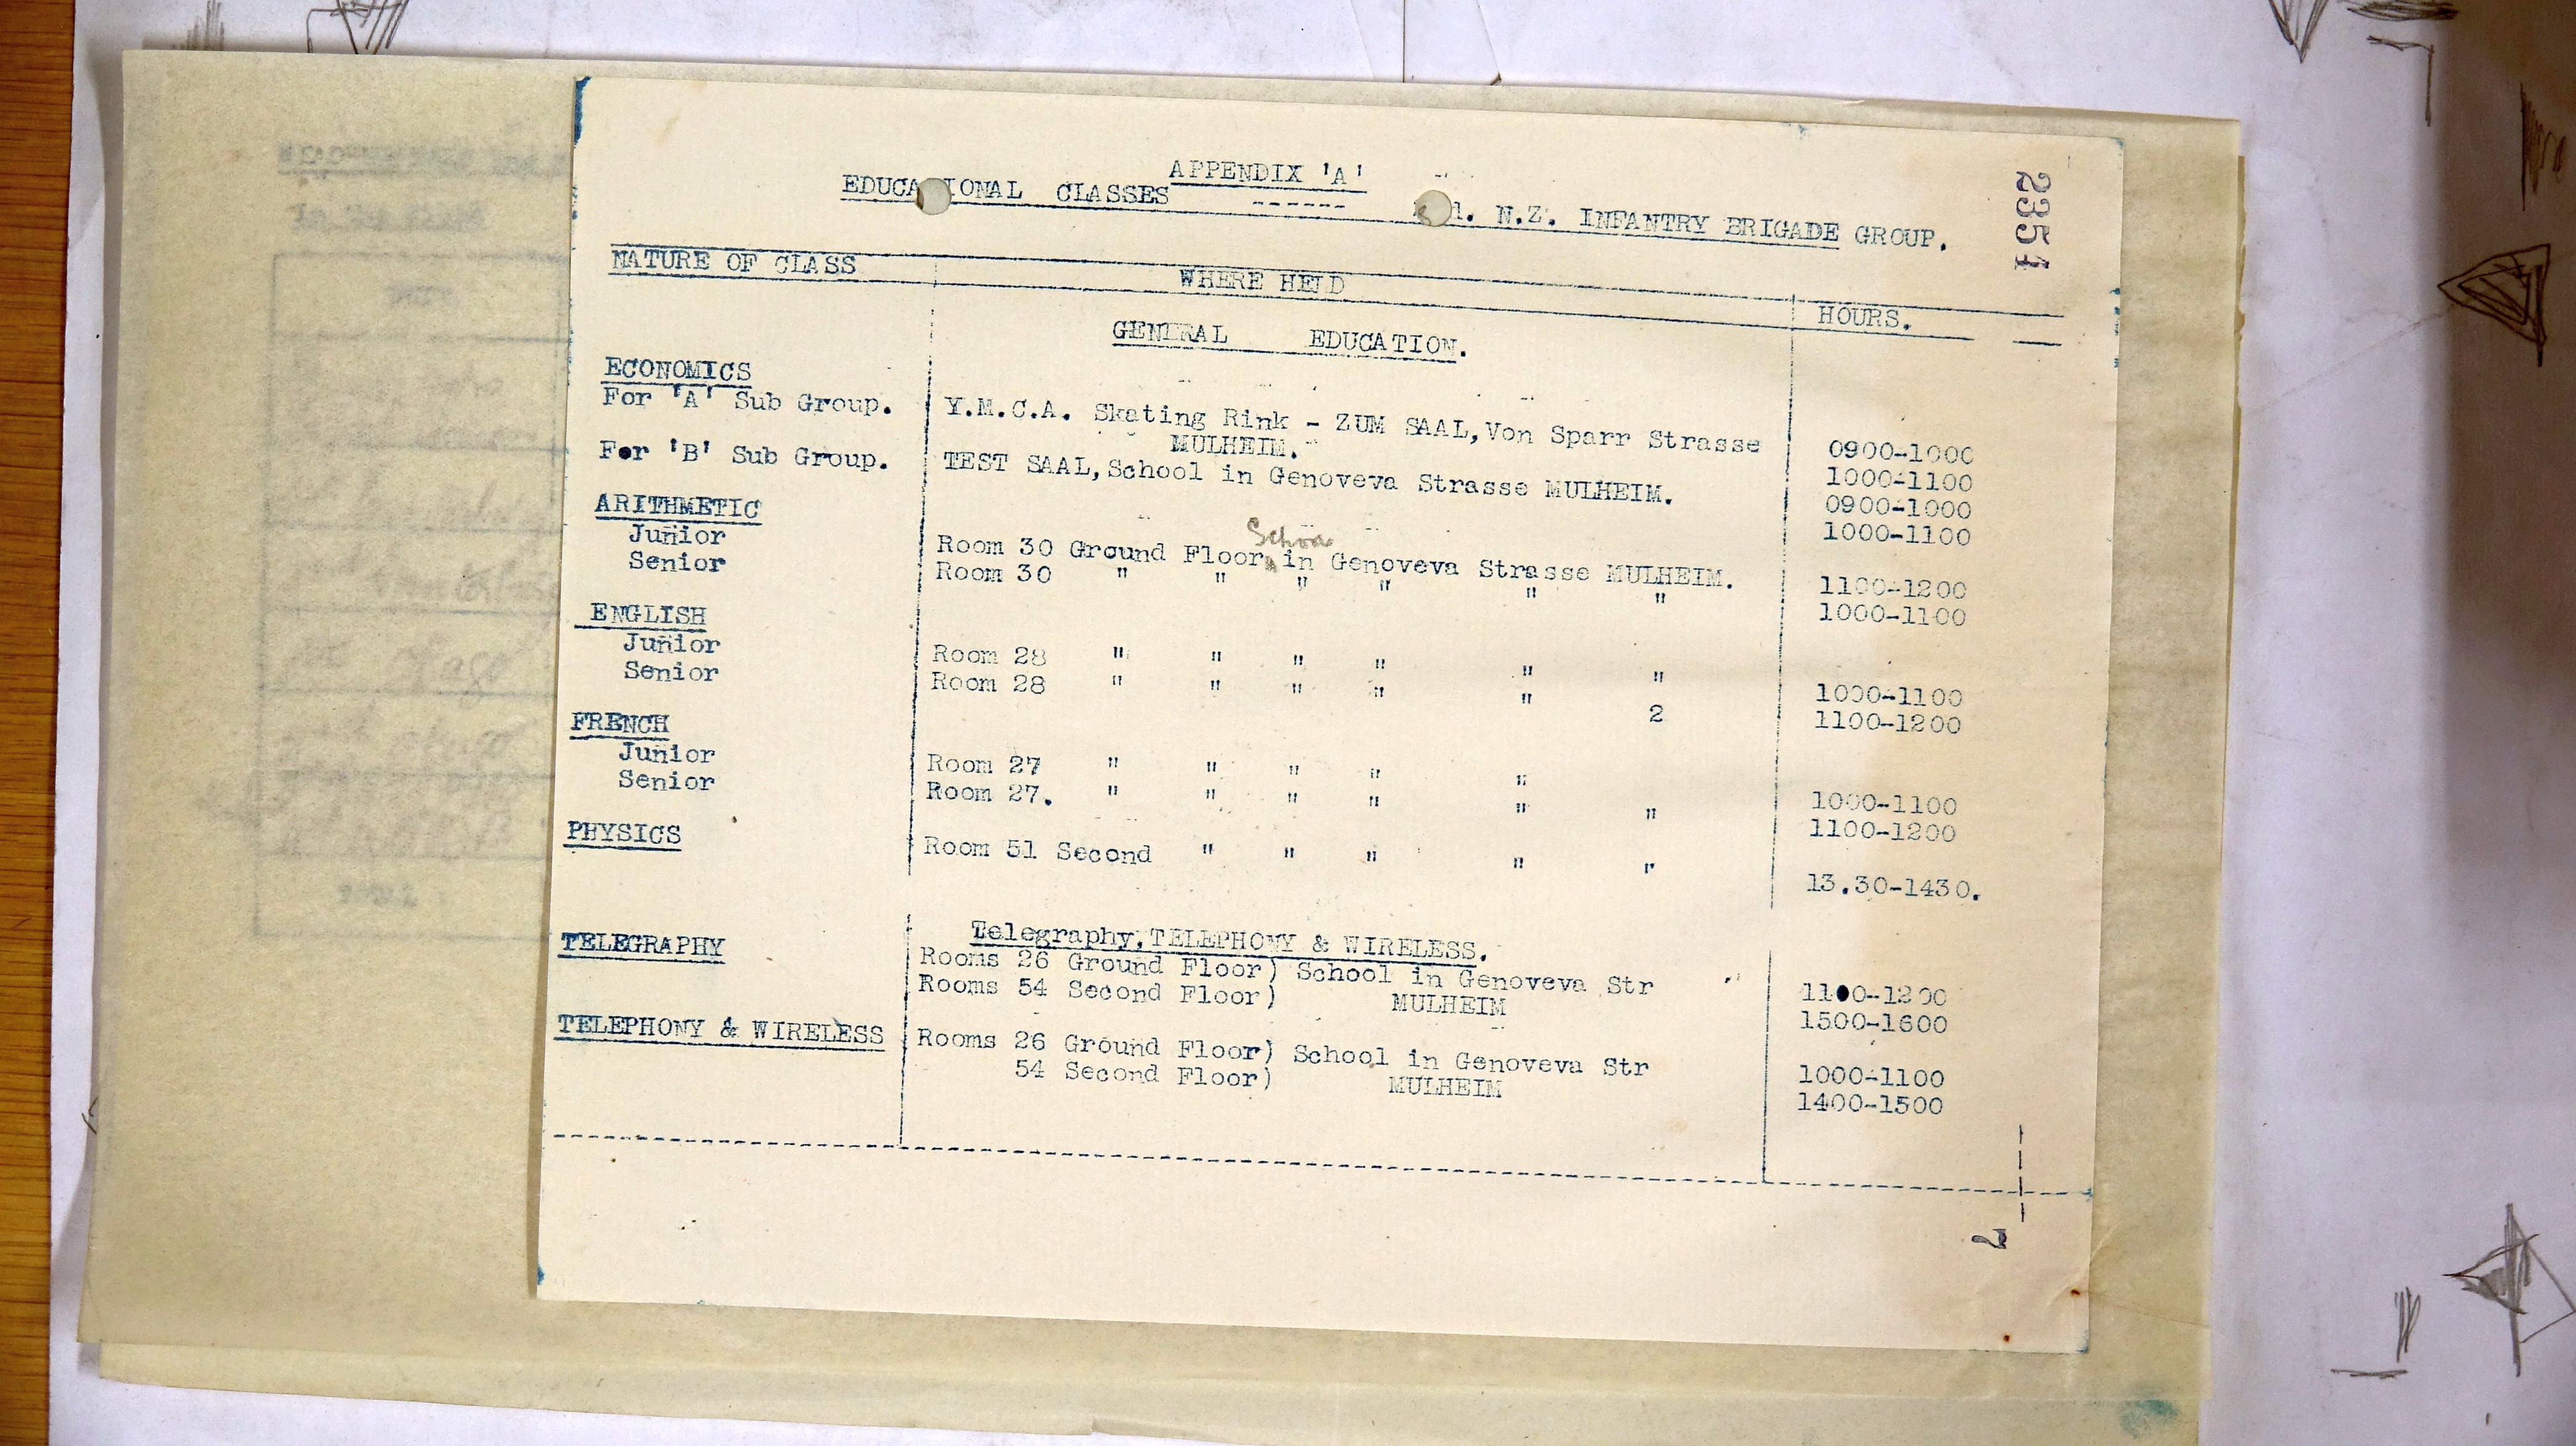 APPENDIX 'A'
EDUCATIONAL CLASSES ------ 1. N.Z. INFANTRY BRIGADE GROUP.
2351
NATURE OF CLASS WHERE HELD HOURS.
GENERAL EDUCATION.
ECONOMICS
For 'A' Sub Group. Y.M.C.A. Skating Rink - ZUM SAAL, Von Sparr Strasse 0900-1000
MULHEIM. 1000-1100
For 'B' Sub Group. TEST SAAL, School in Genoveva Strasse MULHEIM. 0900-1000
1000-1100
ARITHMETIC
School
Junior Room 30 Ground Floor in Genoveva Strasse MULHEIM. 1100-1200
Senior Room 30 " " " " " " 1000-1100
ENGLISH
Junior Room 28 " " " " " " 1000-1100
Senior Room 28 " " " " " 2 1100-1200
FRENCH
Junior Room 27 " " " " " 1000-1100
Senior Room 27. " " " " " " 1100-1200
PHYSICS Room 51 Second " " " " " 13.30-1430.
Telegraphy, TELEPHONY & WIRELESS.
TELEGRAPHY Rooms 26 Ground Floor) School in Genoveva Str 1100-1200
Rooms 54 Second Floor) MULHEIM 1500-1600
TELEPHONY & WIRELESS Rooms 26 Ground Floor) School in Genoveva Str 1000-1100
54 Second Floor) MULHEIM 1400-1500
7